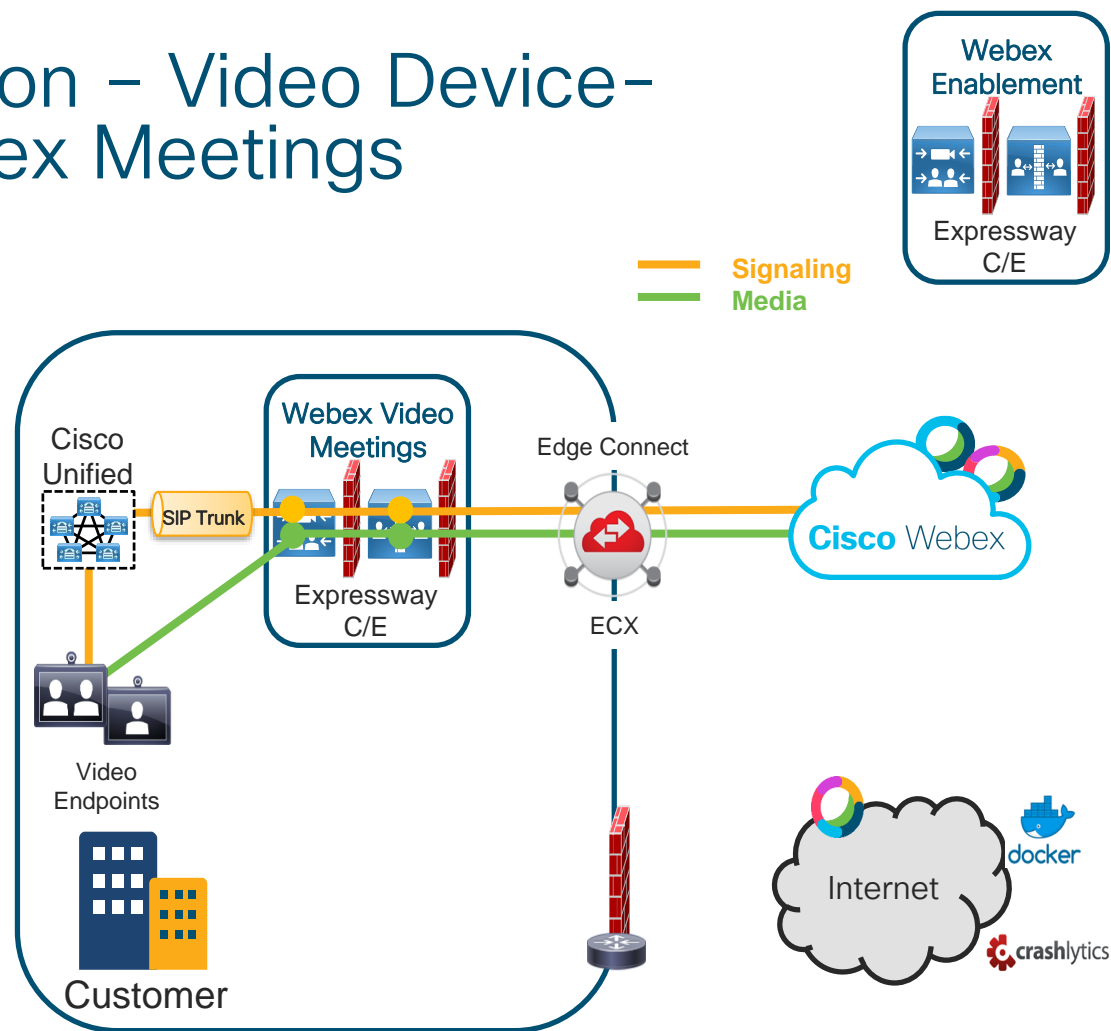 on – Video Device-
ex Meetings
Webex
Enablement
Expressway
C/E
Signaling
Media
Cisco
Unified
SIP Trunk
Webex Video
Meetings
Expressway
C/E
Edge Connect
ECX
Cisco Webex
Video
Endpoints
Customer
Internet
docker
crashlytics